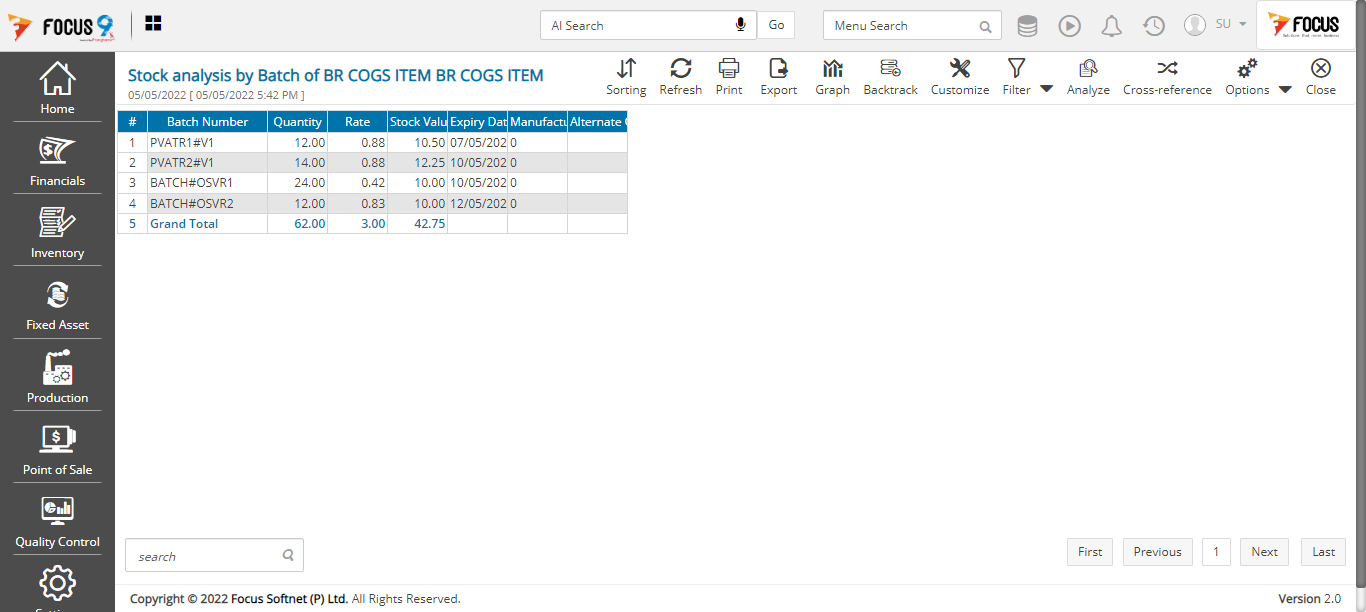 FOCUS 9
AI Search
Go
Menu Search
SU
FOCUS
Home
Financials
Inventory
Fixed Asset
Production
Point of Sale
Quality Control
Stock analysis by Batch of BR COGS ITEM BR COGS ITEM
05/05/2022 [ 05/05/2022 5:42 PM ]
Sorting Refresh Print Export Graph Backtrack Customize Filter Analyze Cross-reference Options Close
# Batch Number Quantity Rate Stock Valu Expiry Dat Manufactu Alternate
1 PVATR1#V1 12.00 0.88 10.50 07/05/202 0
2 PVATR2#V1 14.00 0.88 12.25 10/05/202 0
3 BATCH#OSVR1 24.00 0.42 10.00 10/05/202 0
4 BATCH#OSVR2 12.00 0.83 10.00 12/05/202 0
5 Grand Total 62.00 3.00 42.75
search
First Previous 1 Next Last
Copyright © 2022 Focus Softnet (P) Ltd. All Rights Reserved.
Version 2.0